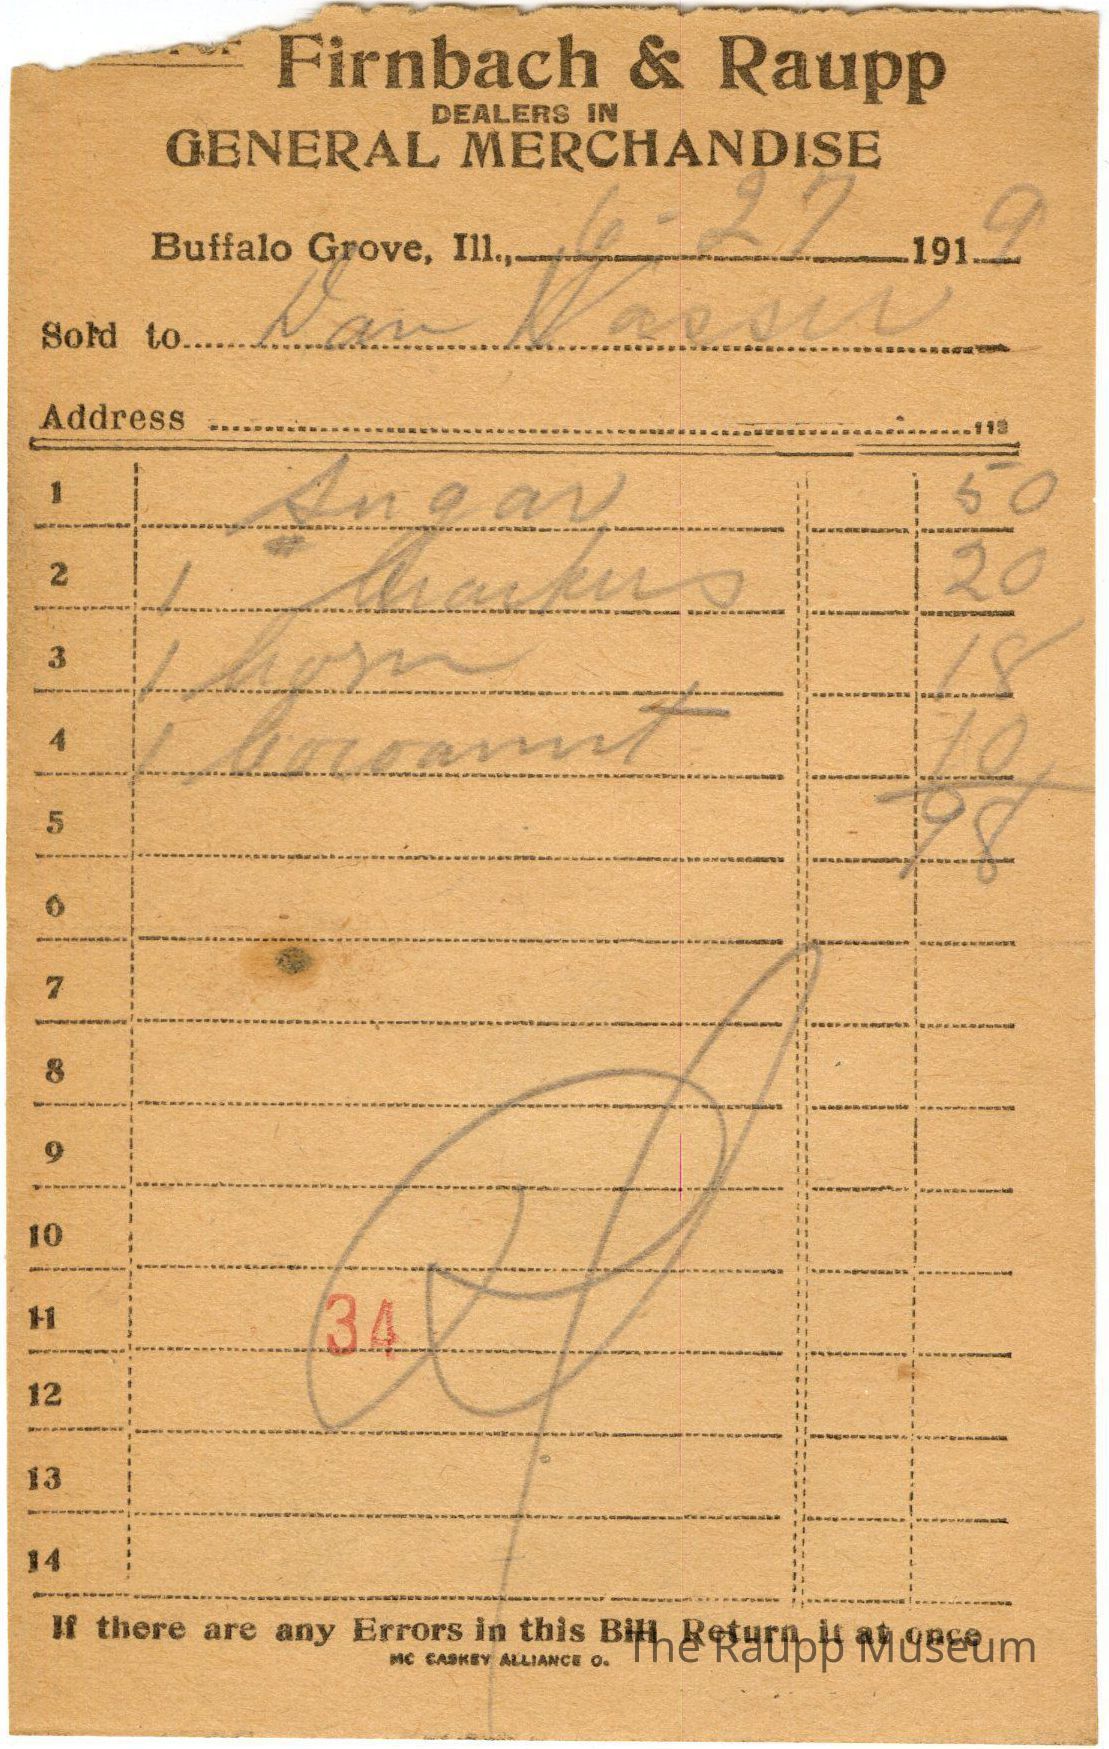 Firnbach & Raupp
DEALERS IN
GENERAL MERCHANDISE
Buffalo Grove, Ill., 6-27 1919
Sold to Dan Wasser
Address 113
1 Sugar 50
2 1 # Crackers 20
3 1 Corn 18
4 1 Cocoanut 10
5 98
6
7
8
9
10
11 34
12
13
14
If there are any Errors in this Bill Return it at once
MC CASKEY ALLIANCE O.
The Raupp Museum